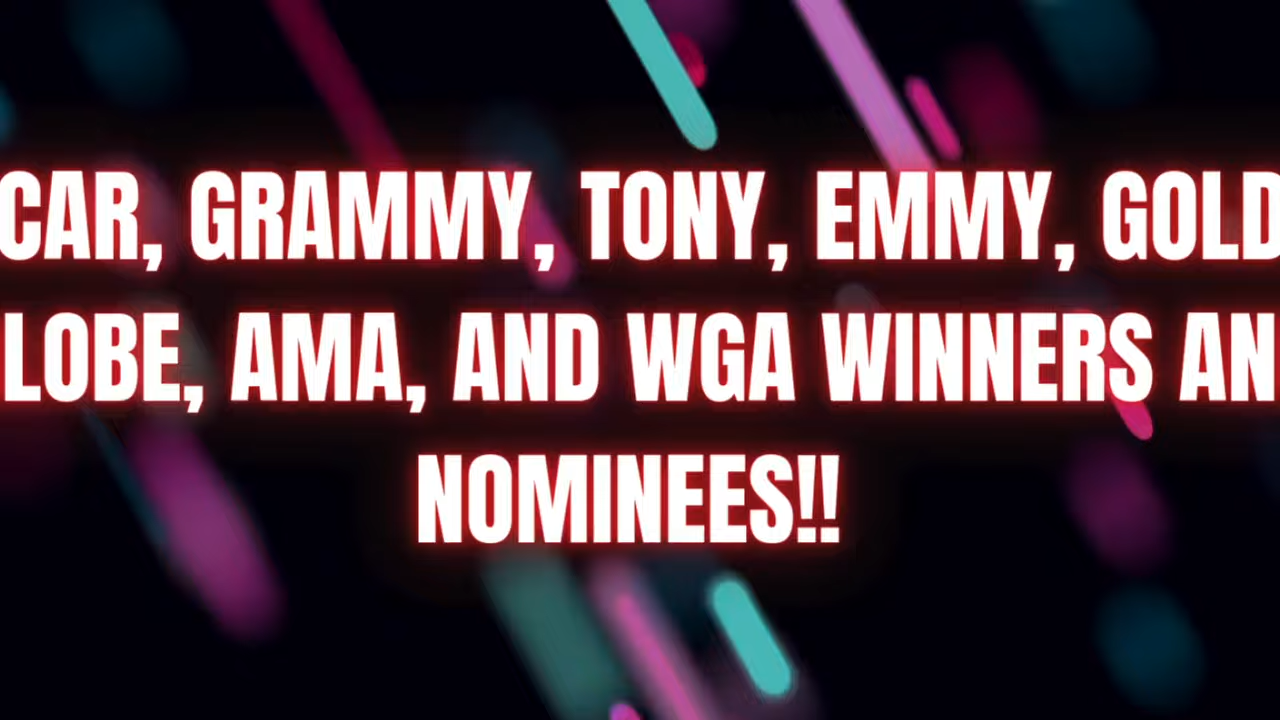 CAR, GRAMMY, TONY, EMMY, GOLD
LOBE, AMA, AND WGA WINNERS AN
NOMINEES!!